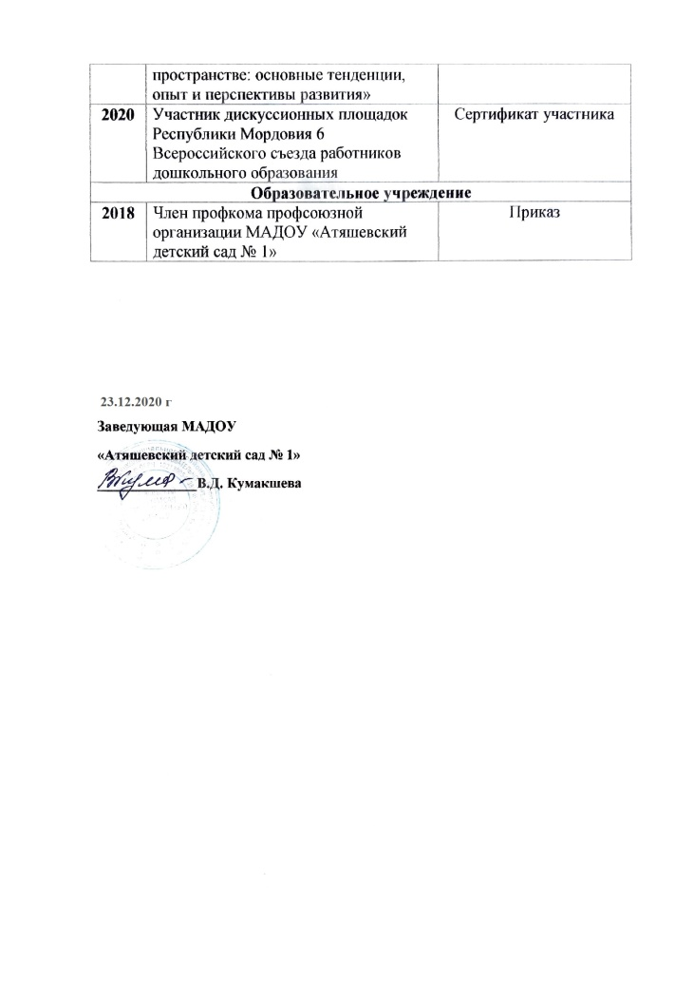 пространстве: основные тенденции,
опыт и перспективы развития»
2020 Участник дискуссионных площадок Сертификат участника
Республики Мордовия 6
Всероссийского съезда работников
дошкольного образования
Образовательное учреждение
2018 Член профкома профсоюзной Приказ
организации МАДОУ «Атяшевский
детский сад № 1»
23.12.2020 г
Заведующая МАДОУ
«Атяшевский детский сад № 1»
В.Д. Кумакшева